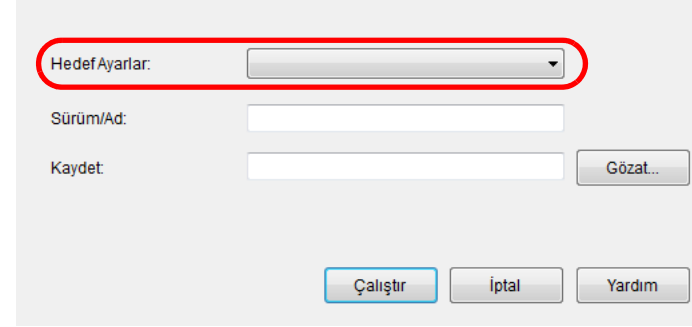 Hedef Ayarlar:
Sürüm/Ad:
Kaydet:
Gözat...
Çalıştır
İptal
Yardım